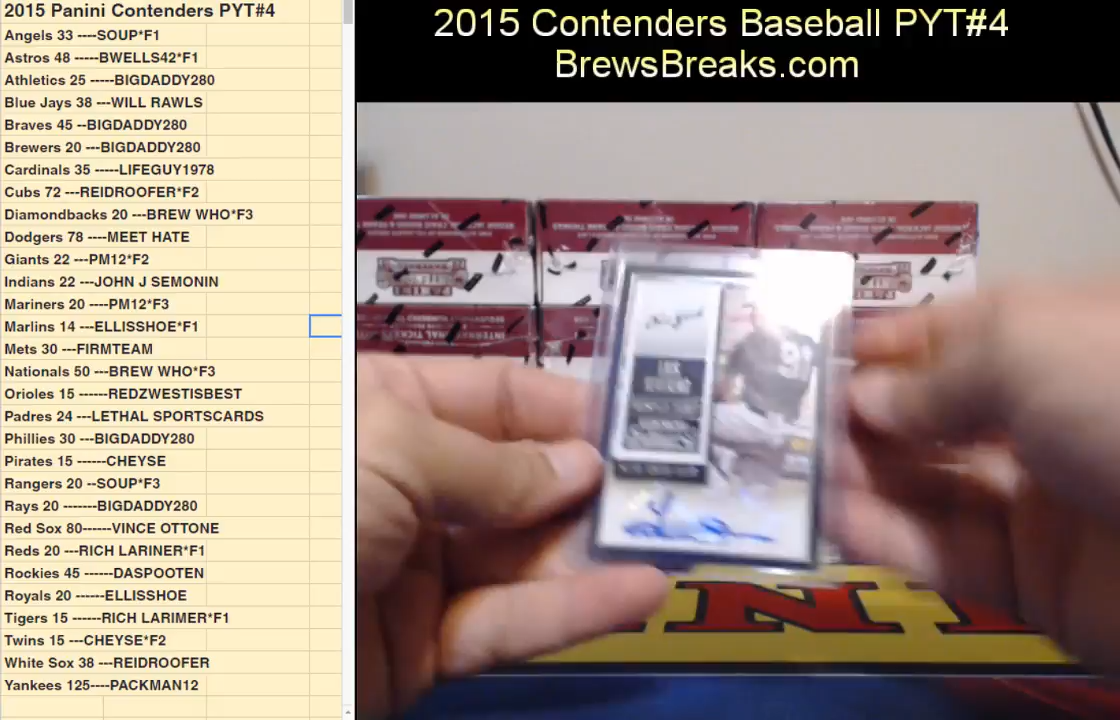 2015 Panini Contenders PYT#4
Angels 33 ----SOUP*F1
Astros 48 -----BWELLS42*F1
Athletics 25 -----BIGDADDY280
Blue Jays 38 ---WILL RAWLS
Braves 45 --BIGDADDY280
Brewers 20 ---BIGDADDY280
Cardinals 35 -----LIFEGUY1978
Cubs 72 ---REIDROOFER*F2
Diamondbacks 20 ---BREW WHO*F3
Dodgers 78 ----MEET HATE
Giants 22 ----PM12*F2
Indians 22 ----JOHN J SEMONIN
Mariners 20 ----PM12*F3
Marlins 14 ---ELLISSHOE*F1
Mets 30 ---FIRMTEAM
Nationals 50 ---BREW WHO*F3
Orioles 15 ----REDZWESTISBEST
Padres 24 ---LETHAL SPORTSCARDS
Phillies 30 ---BIGDADDY280
Pirates 15 ------CHEYSE
Rangers 20 --SOUP*F3
Rays 20 -------BIGDADDY280
Red Sox 80------VINCE OTTONE
Reds 20 ---RICH LARINER*F1
Rockies 45 ------DASPOOTEN
Royals 20 -----ELLISSHOE
Tigers 15 ------RICH LARIMER*F1
Twins 15 ---CHEYSE*F2
White Sox 38 ---REIDROOFER
Yankees 125----PACKMAN12
2015 Contenders Baseball PYT#4
BrewsBreaks.com